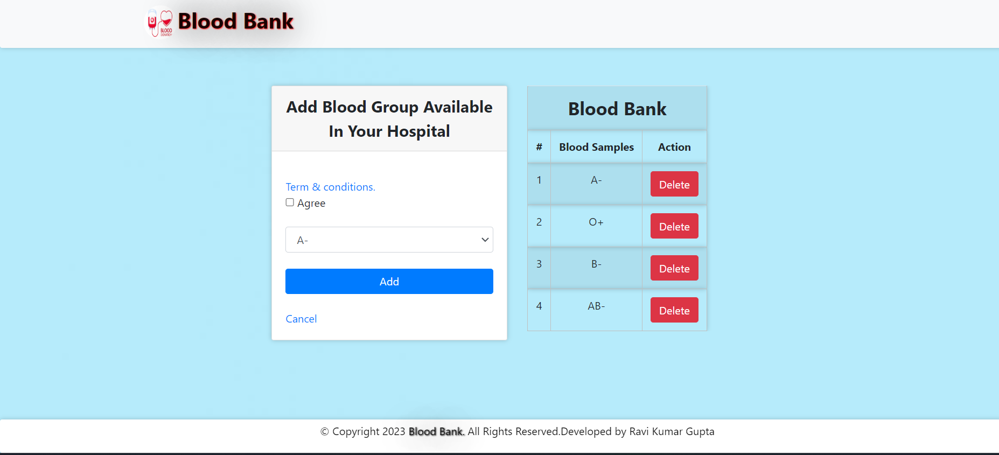 BLOOD
DONATION
Blood Bank
Add Blood Group Available
In Your Hospital
Term & conditions.
Agree
A-
Add
Cancel
Blood Bank
# Blood Samples Action
1 A- Delete
2 O+ Delete
3 B- Delete
4 AB- Delete
© Copyright 2023 Blood Bank. All Rights Reserved.Developed by Ravi Kumar Gupta